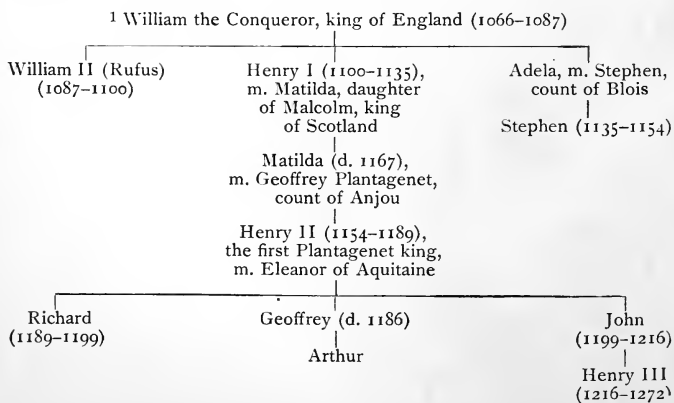 1 William the Conqueror, king of England (1066–1087)
William II (Rufus)
(1087–1100)
Henry I (1100–1135),
m. Matilda, daughter
of Malcolm, king
of Scotland
Adela, m. Stephen,
count of Blois
Stephen (1135–1154)
Matilda (d. 1167),
m. Geoffrey Plantagenet,
count of Anjou
Henry II (1154–1189),
the first Plantagenet king,
m. Eleanor of Aquitaine
Richard
(1189–1199)
Geoffrey (d. 1186)
Arthur
John
(1199–1216)
Henry III
(1216–1272)